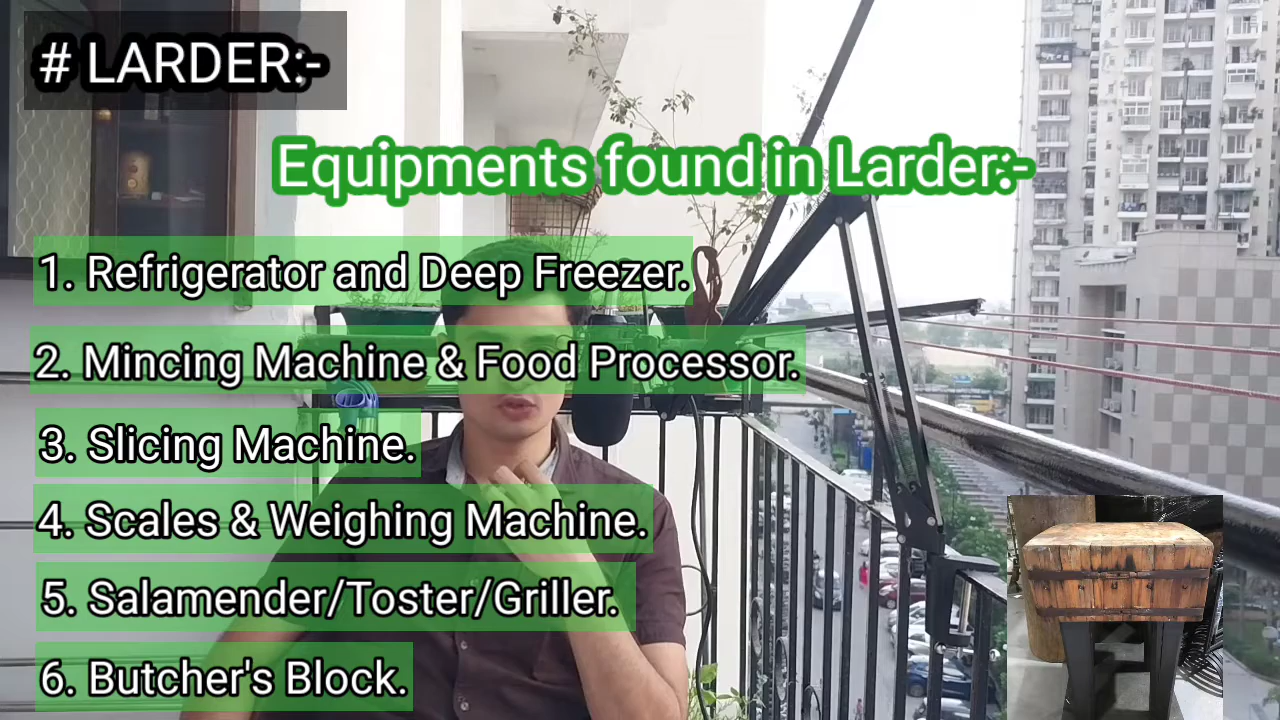 # LARDER:-
Equipments found in Larder:-
1. Refrigerator and Deep Freezer.
2. Mincing Machine & Food Processor.
3. Slicing Machine.
4. Scales & Weighing Machine.
5. Salamender/Toster/Griller.
6. Butcher's Block.